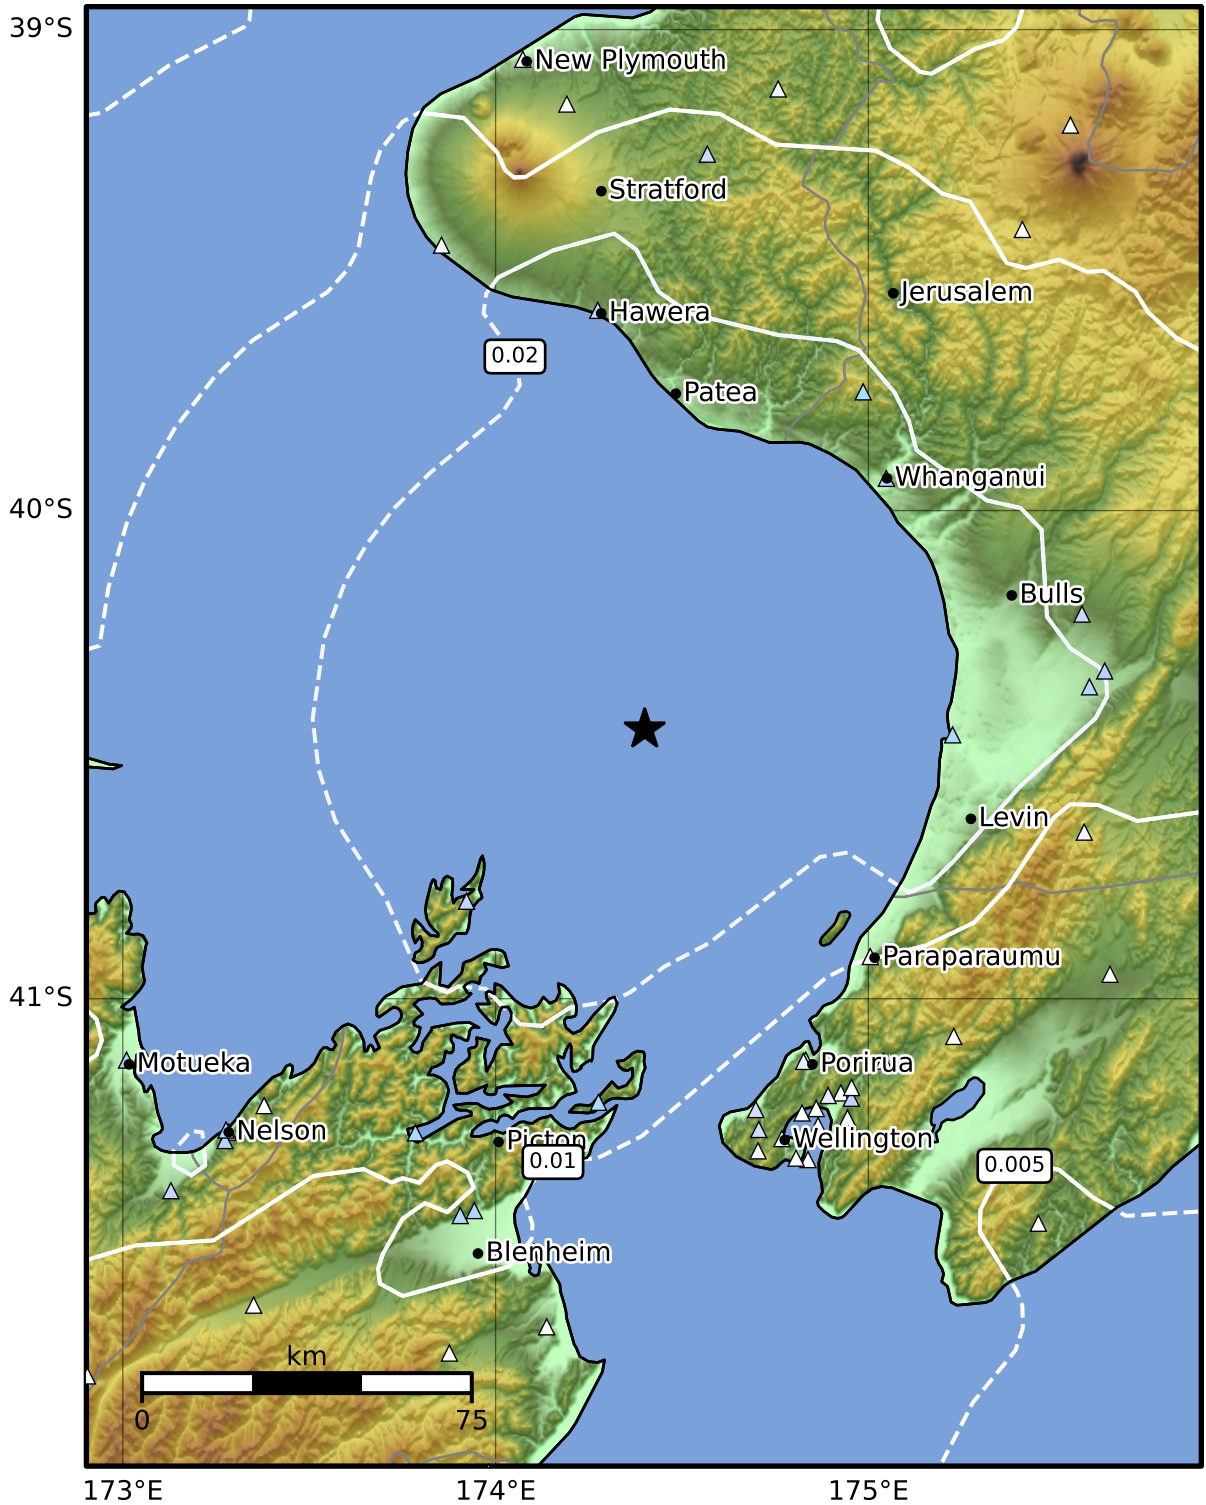 39°S
New Plymouth
Stratford
Jerusalem
Hawera
0.02
Patea
Whanganui
40°S
Bulls
Levin
Paraparaumu
41°S
Motueka
Porirua
Nelson
Picton
Wellington
0.01
0.005
Blenheim
km
0 75
173°E 174°E 175°E